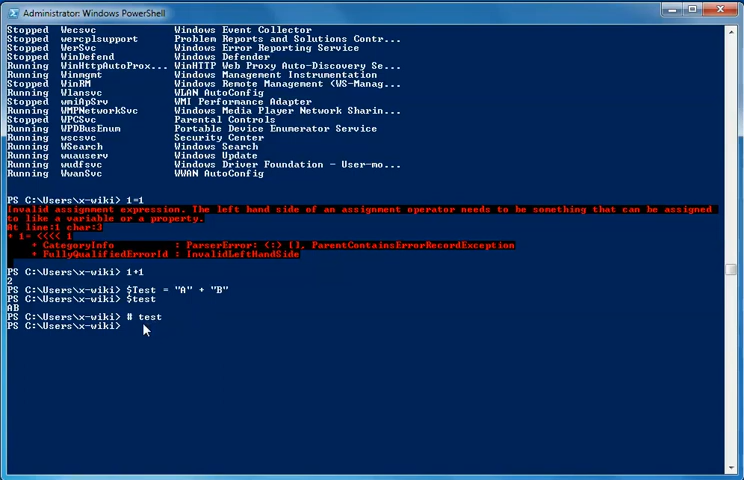 Administrator: Windows PowerShell
Stopped  Wecsvc             Windows Event Collector
Stopped  wercplsupport      Problem Reports and Solutions Contr...
Stopped  WerSvc             Windows Error Reporting Service
Stopped  WinDefend          Windows Defender
Running  WinHttpAutoProx... WinHTTP Web Proxy Auto-Discovery Se...
Running  Winmgmt            Windows Management Instrumentation
Running  WinRM              Windows Remote Management (WS-Manag...
Running  Wlansvc            WLAN AutoConfig
Stopped  wmiApSrv           WMI Performance Adapter
Running  WMPNetworkSvc      Windows Media Player Network Sharin...
Stopped  WPCSvc             Parental Controls
Running  WPDBusEnum         Portable Device Enumerator Service
Running  wscsvc             Security Center
Running  WSearch            Windows Search
Running  wuauserv           Windows Update
Running  wudfsvc            Windows Driver Foundation - User-mo...
Running  WwanSvc            WWAN AutoConfig
PS C:\Users\x-wiki> 1=1
Invalid assignment expression. The left hand side of an assignment operator needs to be something that can be assigned
to like a variable or a property.
At line:1 char:3
+ 1= <<<< 1
    + CategoryInfo          : ParserError: (:) [], ParentContainsErrorRecordException
    + FullyQualifiedErrorId : InvalidLeftHandSide
PS C:\Users\x-wiki> 1+1
2
PS C:\Users\x-wiki> $Test = "A" + "B"
PS C:\Users\x-wiki> $test
AB
PS C:\Users\x-wiki> # test
PS C:\Users\x-wiki>